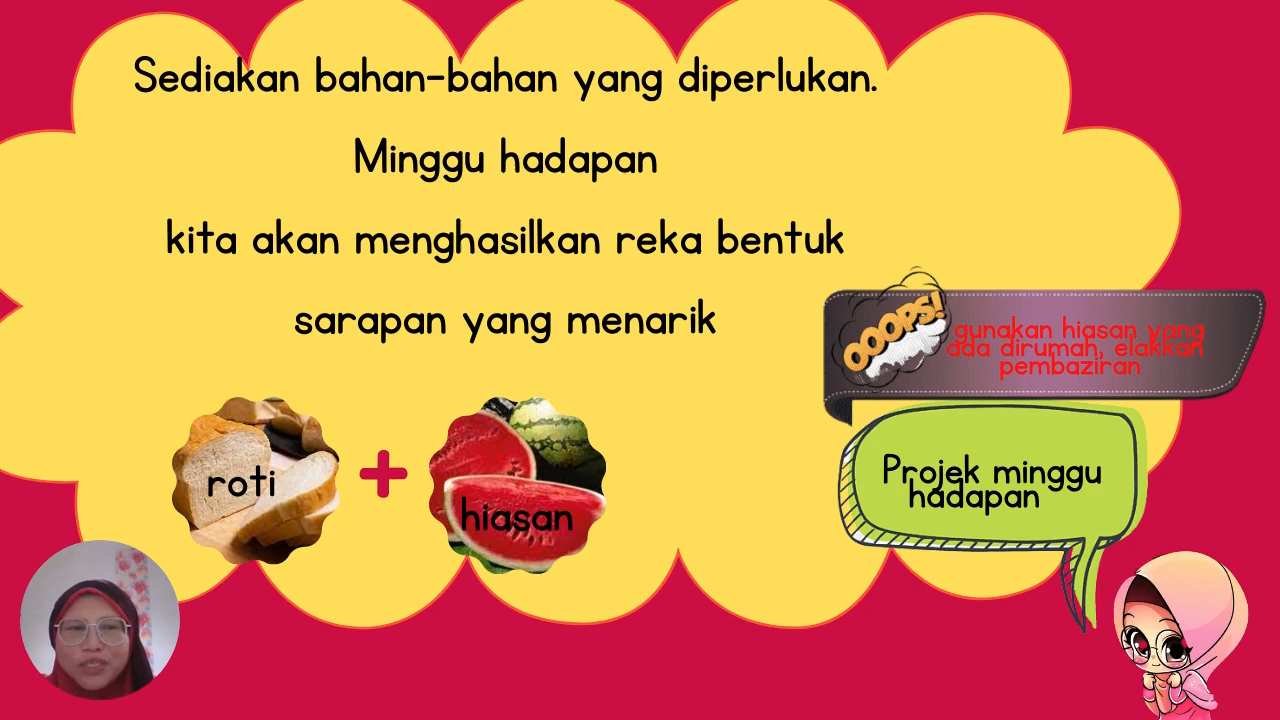 Sediakan bahan-bahan yang diperlukan.
Minggu hadapan
kita akan menghasilkan reka bentuk
sarapan yang menarik
OOOPS!
gunakan hiasan yang
ada dirumah, elakkan
pembaziran
roti
+
hiasan
Projek minggu
hadapan